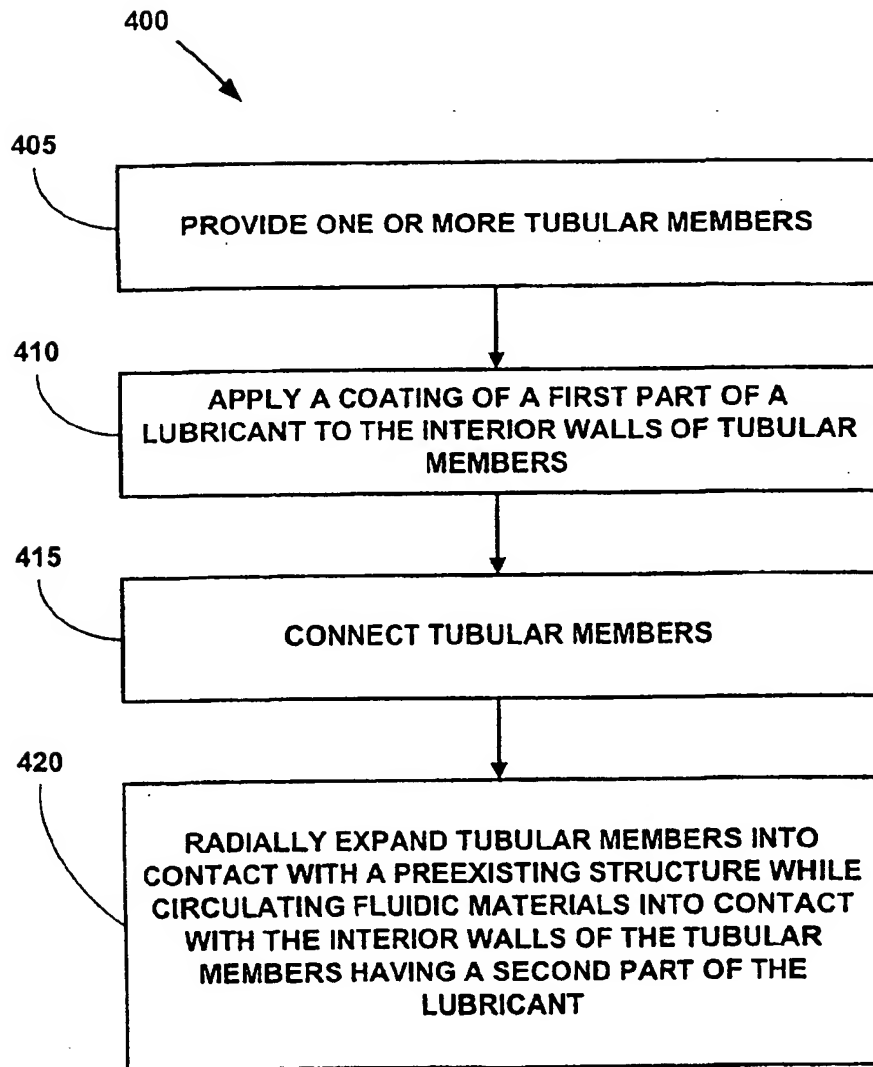 400
405
PROVIDE ONE OR MORE TUBULAR MEMBERS
410
APPLY A COATING OF A FIRST PART OF A
LUBRICANT TO THE INTERIOR WALLS OF TUBULAR
MEMBERS
415
CONNECT TUBULAR MEMBERS
420
RADIALLY EXPAND TUBULAR MEMBERS INTO
CONTACT WITH A PREEXISTING STRUCTURE WHILE
CIRCULATING FLUIDIC MATERIALS INTO CONTACT
WITH THE INTERIOR WALLS OF THE TUBULAR
MEMBERS HAVING A SECOND PART OF THE
LUBRICANT